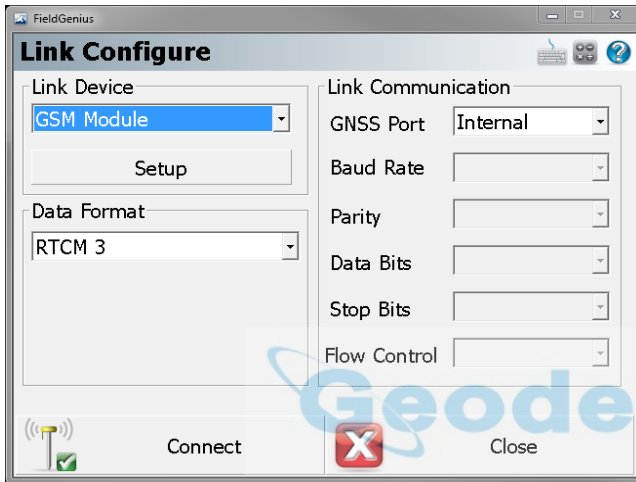 FieldGenius
Link Configure
Link Device
GSM Module
Setup
Data Format
RTCM 3
Link Communication
GNSS Port Internal
Baud Rate
Parity
Data Bits
Stop Bits
Flow Control
Geode
Connect
Close